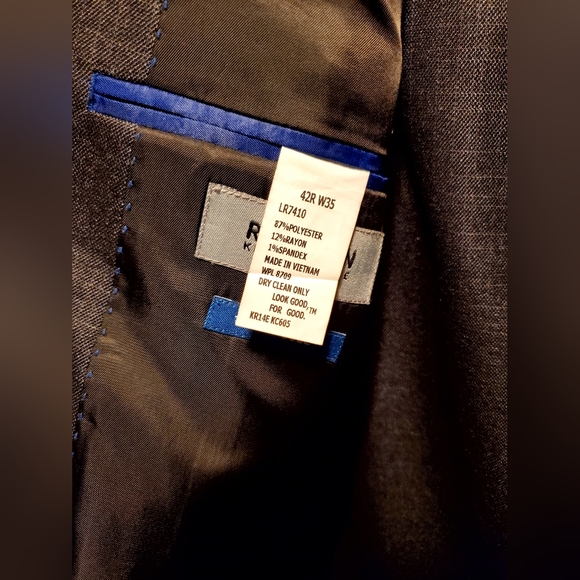 42R W35
LR7410
87%POLYESTER
12%RAYON
1%SPANDEX
MADE IN VIETNAM
WPL 8709
DRY CLEAN ONLY
LOOK GOOD,™
FOR GOOD.
KR14E KC605